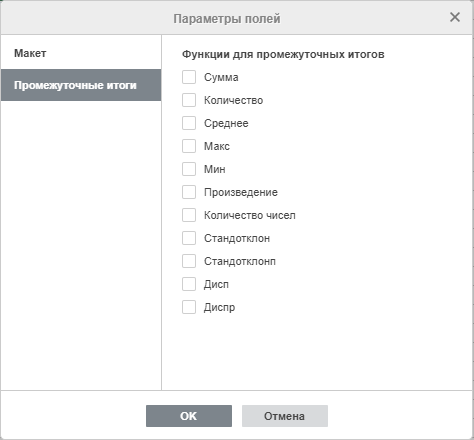 Параметры полей
Макет
Промежуточные итоги
Функции для промежуточных итогов
Сумма
Количество
Среднее
Макс
Мин
Произведение
Количество чисел
Стандотклон
Стандотклонп
Дисп
Диспр
ОК
Отмена